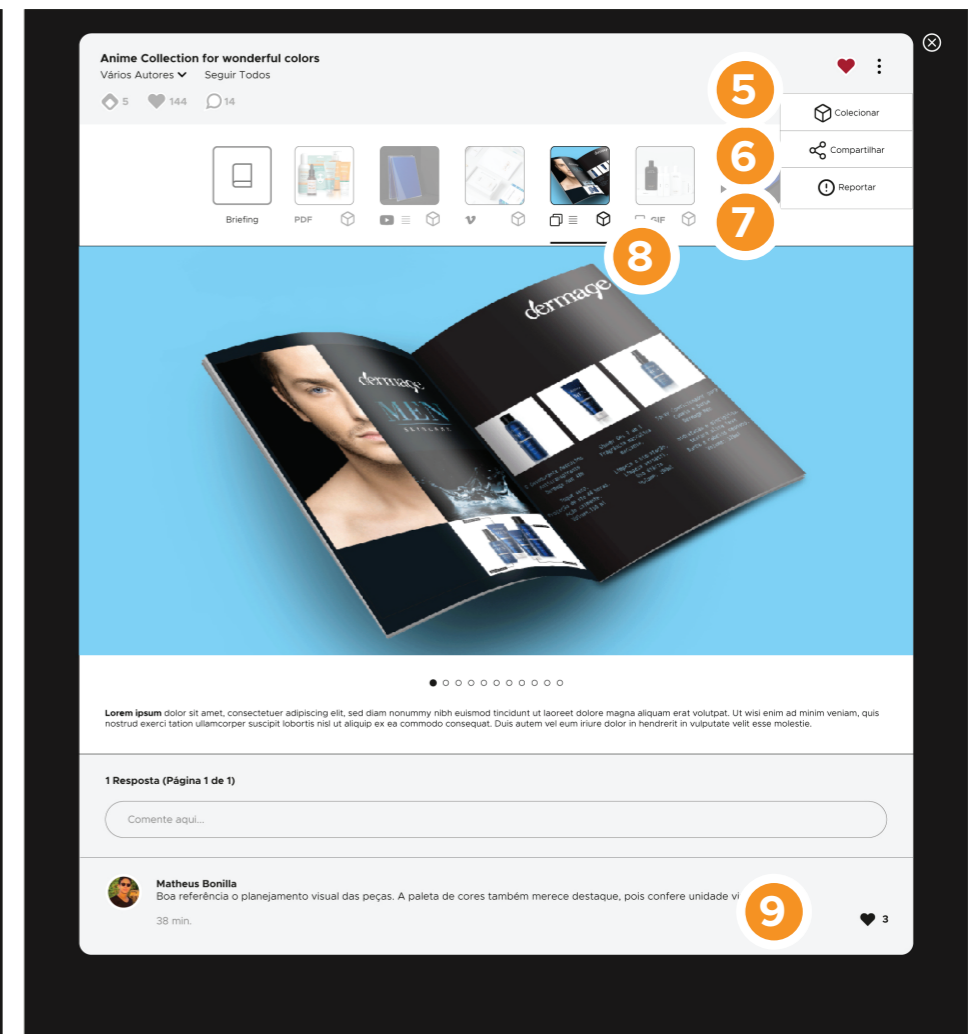 Anime Collection for wonderful colors
Vários Autores Seguir Todos
5 144 14
5
Colecionar
6
Compartilhar
7
Reportar
Briefing PDF GIF
8
dermage
dermage
MEN
1 Resposta (Página 1 de 1)
Lorem ipsum dolor sit amet, consectetuer adipiscing elit, sed diam nonummy nibh euismod tincidunt ut laoreet dolore magna aliquam erat volutpat. Ut wisi enim ad minim veniam, quis
nostrud exerci tation ullamcorper suscipit lobortis nisl ut aliquip ex ea commodo consequat. Duis autem vel eum iriure dolor in hendrerit in vulputate velit esse molestie.
Comente aqui...
Matheus Bonilla
Boa referência o planejamento visual das peças. A paleta de cores também merece destaque, pois confere unidade
9
38 min. 3